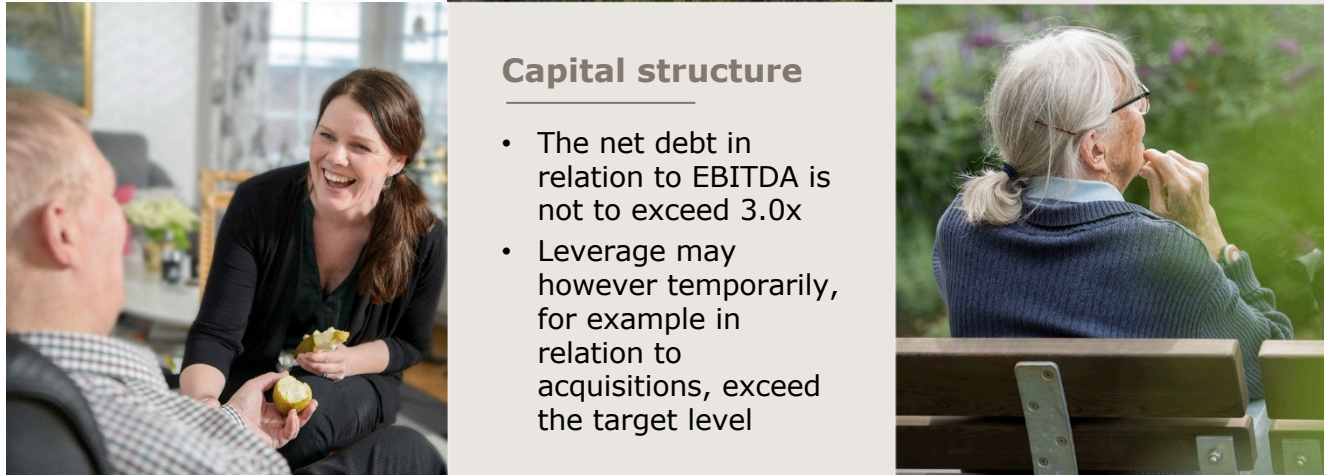 Capital structure
• The net debt in
relation to EBITDA is
not to exceed 3.0x
• Leverage may
however temporarily,
for example in
relation to
acquisitions, exceed
the target level